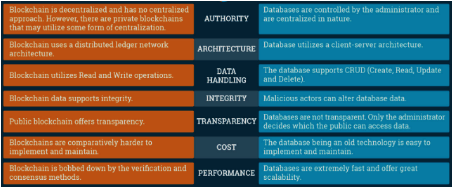 Blockchain is decentralized and has no centralized
approach. However, there are private blockchains
that may utilize some form of centralization.
AUTHORITY
Databases are controlled by the administrator and
are centralized in nature.
Blockchain uses a distributed ledger network
architecture.
ARCHITECTURE
Database utilizes a client-server architecture.
Blockchain utilizes Read and Write operations.
DATA
HANDLING
The database supports CRUD (Create, Read, Update
and Delete).
Blockchain data supports integrity.
INTEGRITY
Malicious actors can alter database data.
Public blockchain offers transparency.
TRANSPARENCY
Databases are not transparent. Only the administrator
decides which the public can access data.
Blockchains are comparatively harder to
implement and maintain.
COST
The database being an old technology is easy to
implement and maintain.
Blockchain is bobbed down by the verification and
consensus methods.
PERFORMANCE
Databases are extremely fast and offer great
scalability.